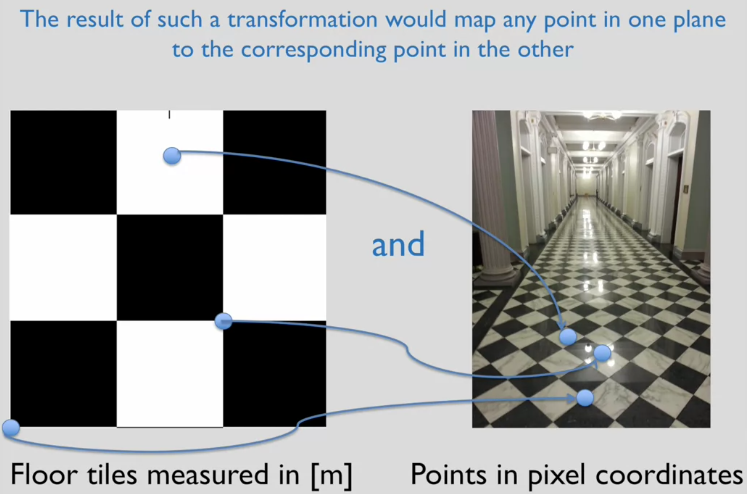 The result of such a transformation would map any point in one plane
to the corresponding point in the other
and
Floor tiles measured in [m]
Points in pixel coordinates